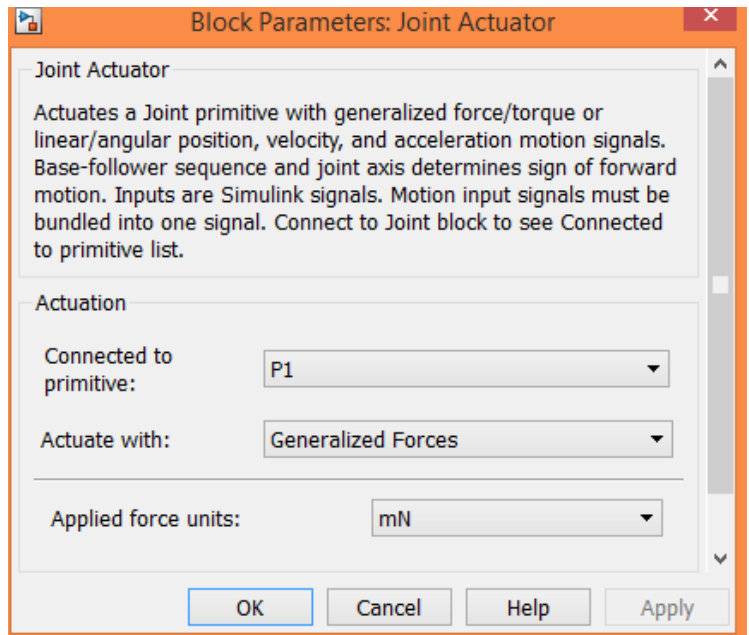 Block Parameters: Joint Actuator
Joint Actuator
Actuates a Joint primitive with generalized force/torque or
linear/angular position, velocity, and acceleration motion signals.
Base-follower sequence and joint axis determines sign of forward
motion. Inputs are Simulink signals. Motion input signals must be
bundled into one signal. Connect to Joint block to see Connected
to primitive list.
Actuation
Connected to
primitive:
P1
Actuate with:
Generalized Forces
Applied force units:
mN
OK
Cancel
Help
Apply